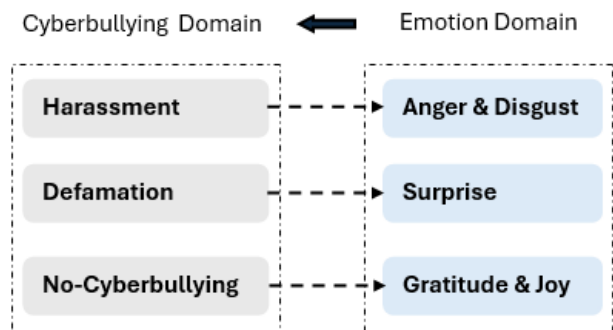 Cyberbullying Domain Emotion Domain
Harassment Anger & Disgust
Defamation Surprise
No-Cyberbullying Gratitude & Joy